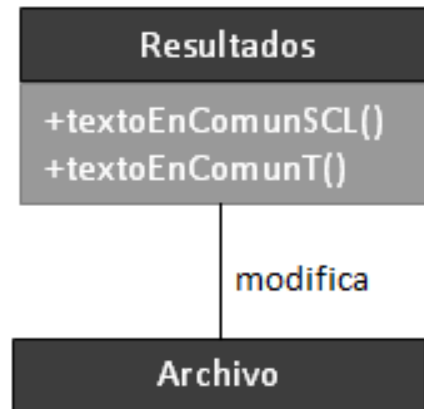 Resultados
+textoEnComunSCL()
+textoEnComunT()
modifica
Archivo